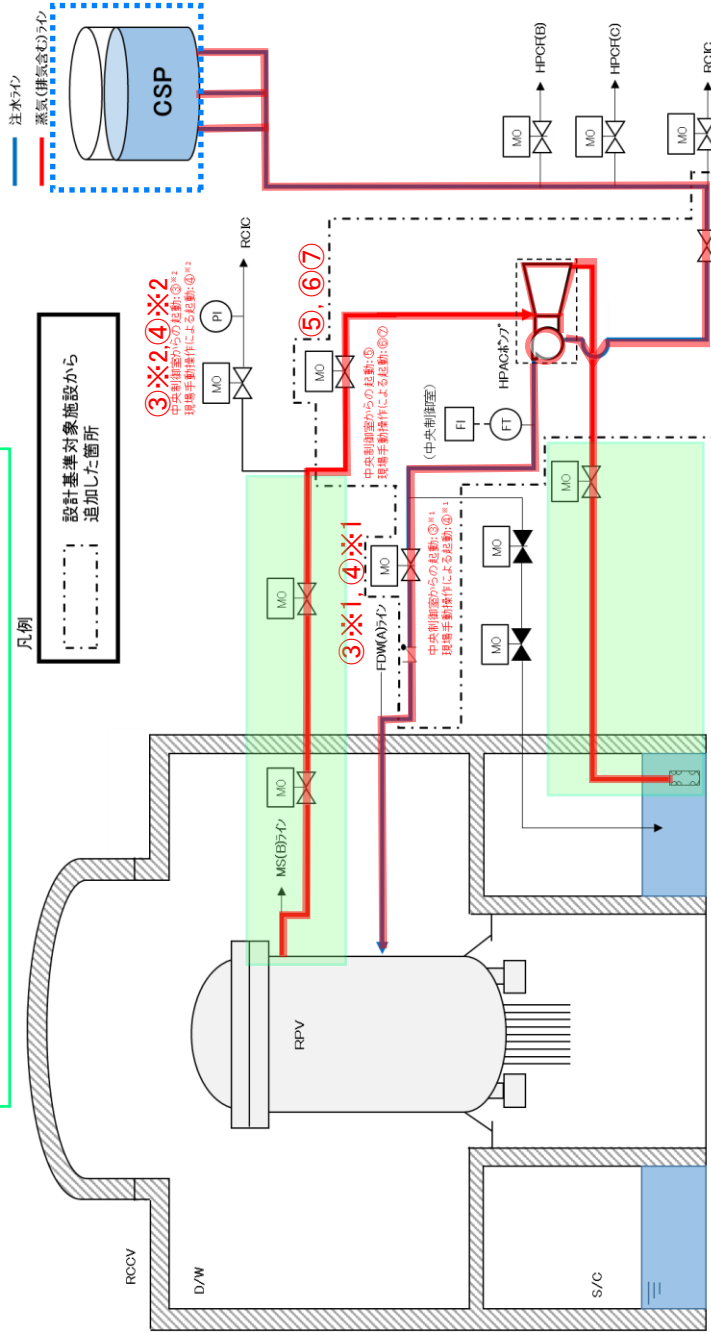 注水ライン
蒸気(排気含む)ライン
CSP
凡例
設計基準対象施設から
追加した箇所
RCIC
PI
MO
③※2,④※2
中央制御室からの起動:③※2
現場手動操作による起動:④※2
⑤, ⑥⑦
MO
中央制御室からの起動:⑤
現場手動操作による起動:⑥⑦
MO
HPCF(B)
MO
HPCF(C)
MO
RCIC
HPACポンプ
(中央制御室)
FI
FT
MO
MO
③※1,④※1
MO
中央制御室からの起動:③※1
現場手動操作による起動:④※1
FDW(A)ライン
MO
MO
MO
MS(B)ライン
RPV
RCCV
D/W
S/C